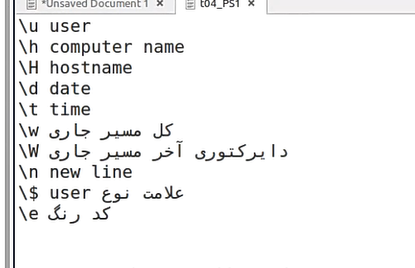 *Unsaved Document 1 × t04_PS1 ×
\u user
\h computer name
\H hostname
\d date
\t time
\w کل مسیر جاری
\W دایرکتوری آخر مسیر جاری
\n new line
\$ user علامت نوع
\e کد رنگ